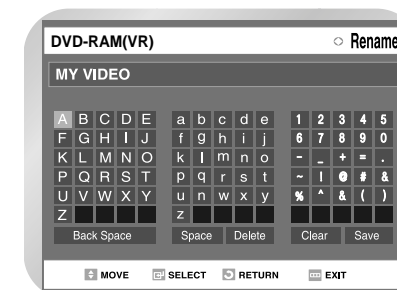 DVD-RAM(VR) Rename
MY VIDEO
A B C D E a b c d e 1 2 3 4 5
F G H I J f g h i j 6 7 8 9 0
K L M N O k l m n o - _ + = .
P Q R S T p q r s t ~ ! @ # &
U V W X Y u n w x y % ^ & ( )
Z z
Back Space Space Delete Clear Save
MOVE SELECT RETURN EXIT